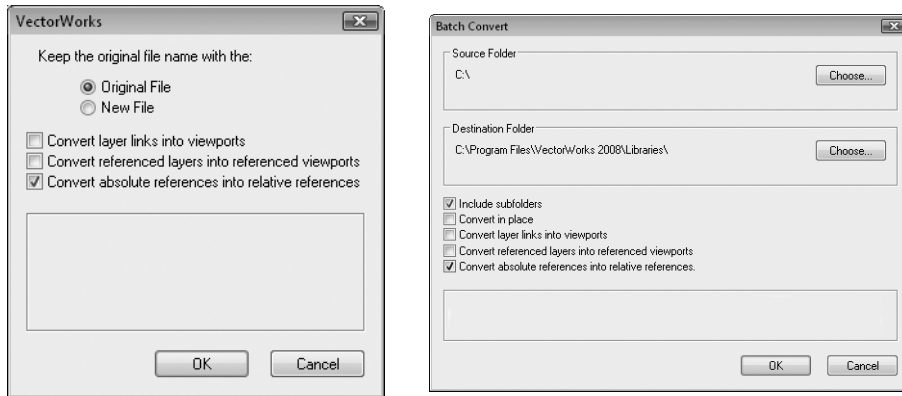 VectorWorks
Keep the original file name with the:
Original File
New File
Convert layer links into viewports
Convert referenced layers into referenced viewports
Convert absolute references into relative references
OK
Cancel
Batch Convert
Source Folder
C:\
Choose...
Destination Folder
C:\Program Files\VectorWorks 2008\Libraries\
Choose...
Include subfolders
Convert in place
Convert layer links into viewports
Convert referenced layers into referenced viewports
Convert absolute references into relative references.
OK
Cancel